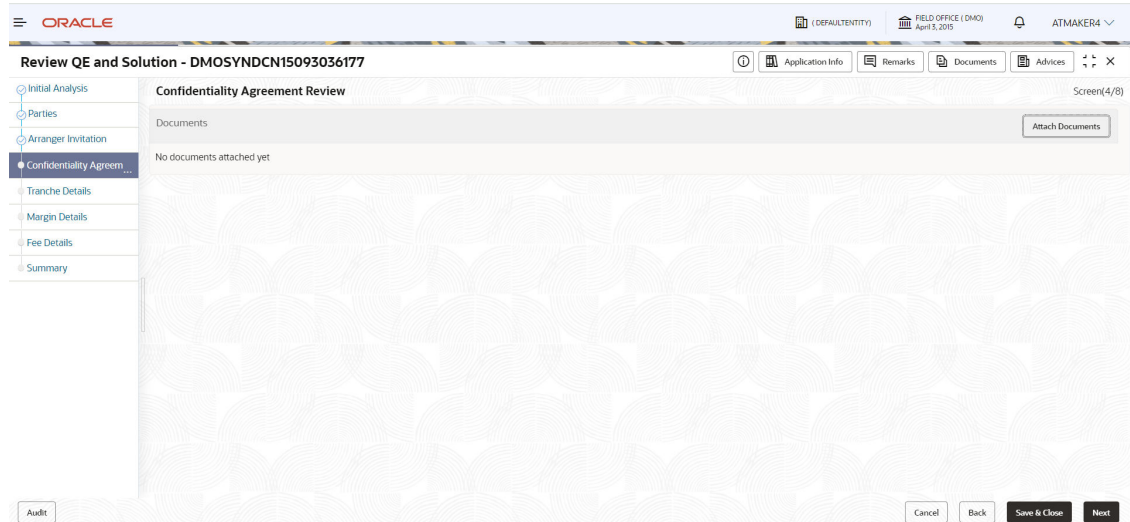 ORACLE
( DEFAULTENTITY)
FIELD OFFICE ( DMO)
April 3, 2015
ATMAKER4
Review QE and Solution - DMOSYNDCN15093036177
Application Info
Remarks
Documents
Advices
Initial Analysis
Parties
Arranger Invitation
Confidentiality Agreem...
Tranche Details
Margin Details
Fee Details
Summary
Confidentiality Agreement Review
Screen(4/8)
Documents
Attach Documents
No documents attached yet
Audit
Cancel
Back
Save & Close
Next